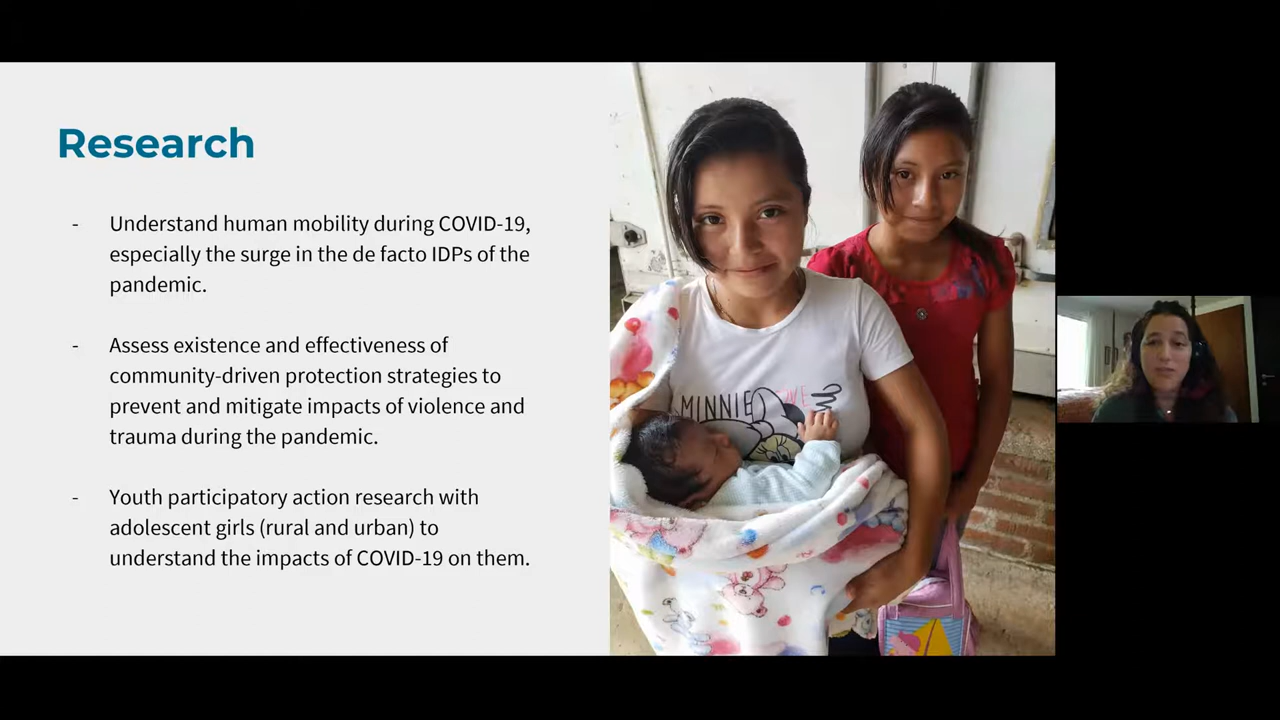 Research
- Understand human mobility during COVID-19,
especially the surge in the de facto IDPs of the
pandemic.
- Assess existence and effectiveness of
community-driven protection strategies to
prevent and mitigate impacts of violence and
trauma during the pandemic.
- Youth participatory action research with
adolescent girls (rural and urban) to
understand the impacts of COVID-19 on them.
MINNIE